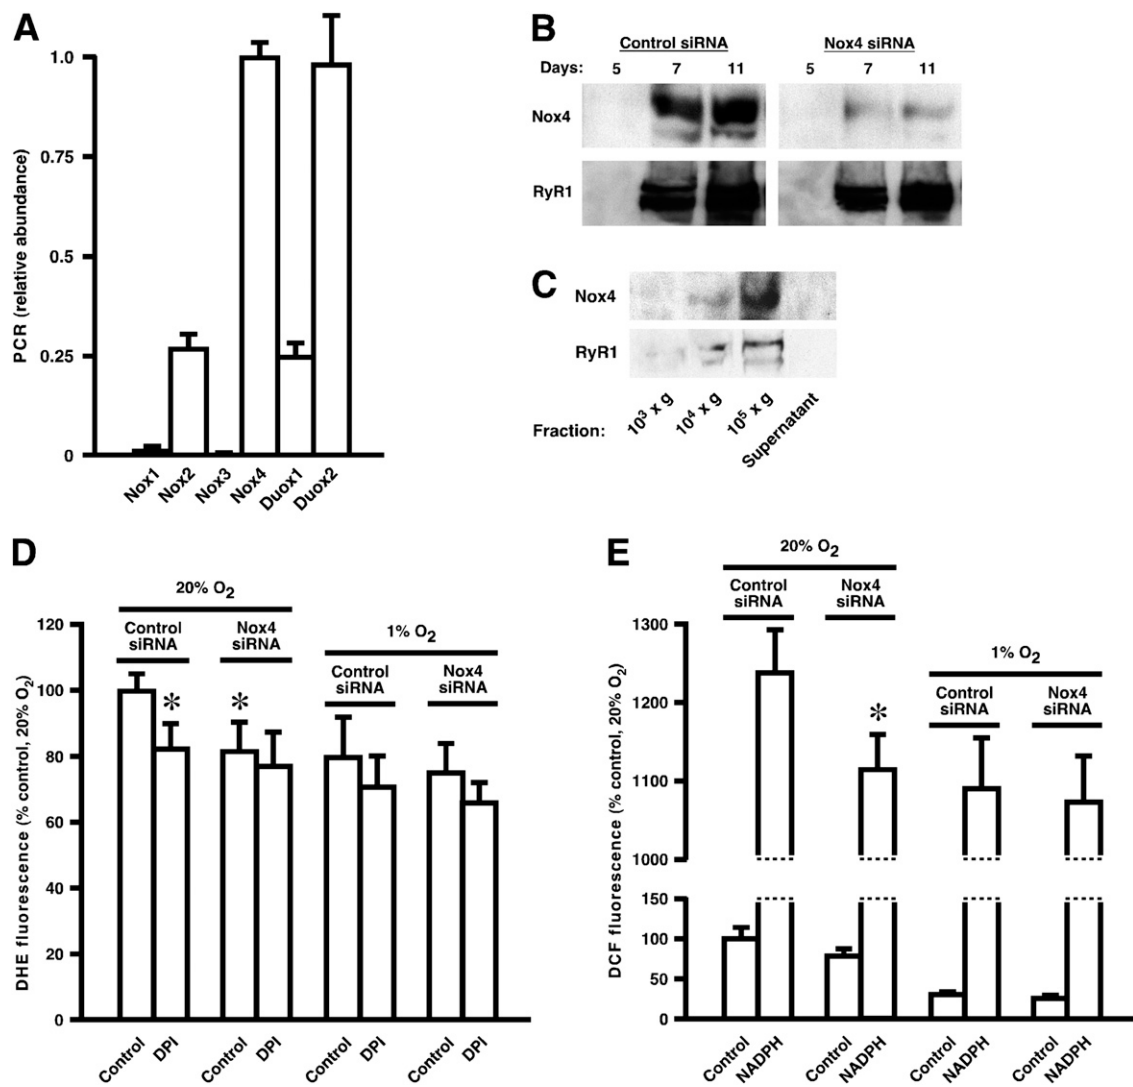 A
PCR (relative abundance)
1.0
0.75
0.5
0.25
0
Nox1
Nox2
Nox3
Nox4
Duox1
Duox2
B
Control siRNA
Nox4 siRNA
Days: 5 7 11 5 7 11
Nox4
RyR1
C
Nox4
RyR1
Fraction:
10³ x g
10⁴ x g
10⁵ x g
Supernatant
D
20% O₂
Control
siRNA
Nox4
siRNA
1% O₂
Control
siRNA
Nox4
siRNA
DHE fluorescence (% control, 20% O₂)
120
100
80
60
40
20
0
*
*
Control
DPI
Control
DPI
Control
DPI
Control
DPI
E
20% O₂
Control
siRNA
Nox4
siRNA
1% O₂
Control
siRNA
Nox4
siRNA
DCF fluorescence (% control, 20% O₂)
1300
1200
1100
1000
150
100
50
0
*
Control
NADPH
Control
NADPH
Control
NADPH
Control
NADPH